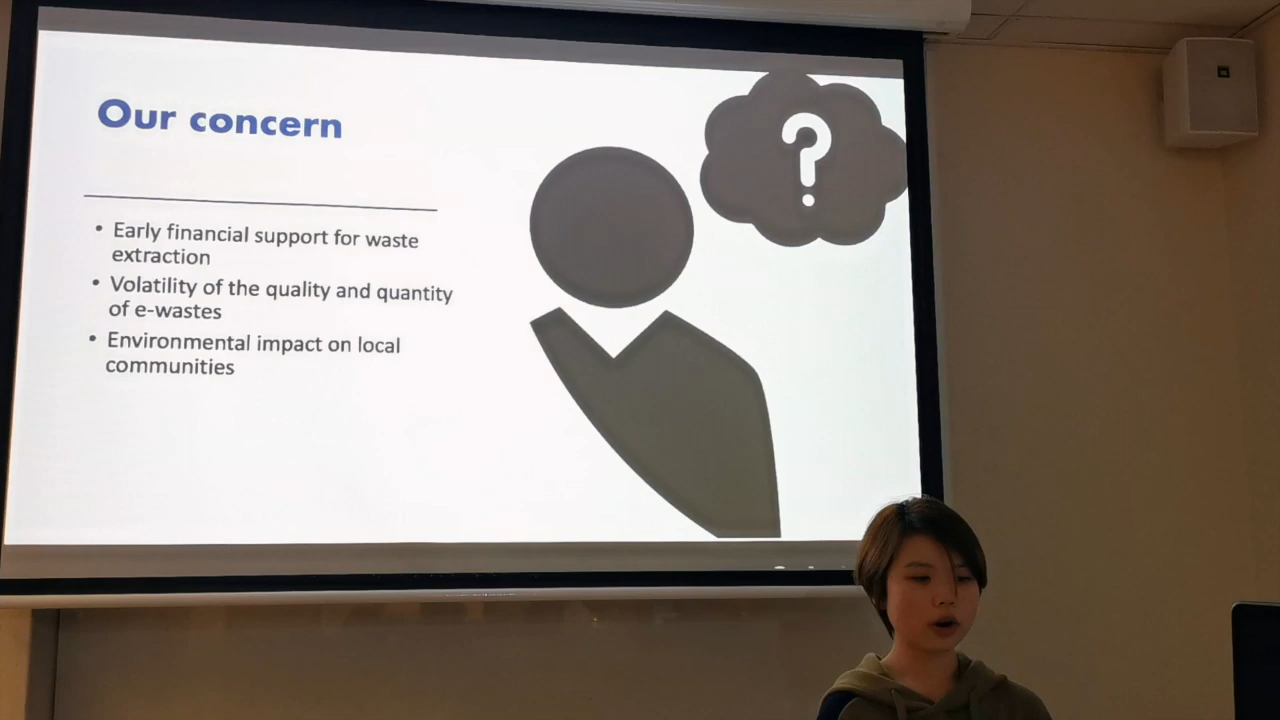 Our concern
?
• Early financial support for waste
extraction
• Volatility of the quality and quantity
of e-wastes
• Environmental impact on local
communities